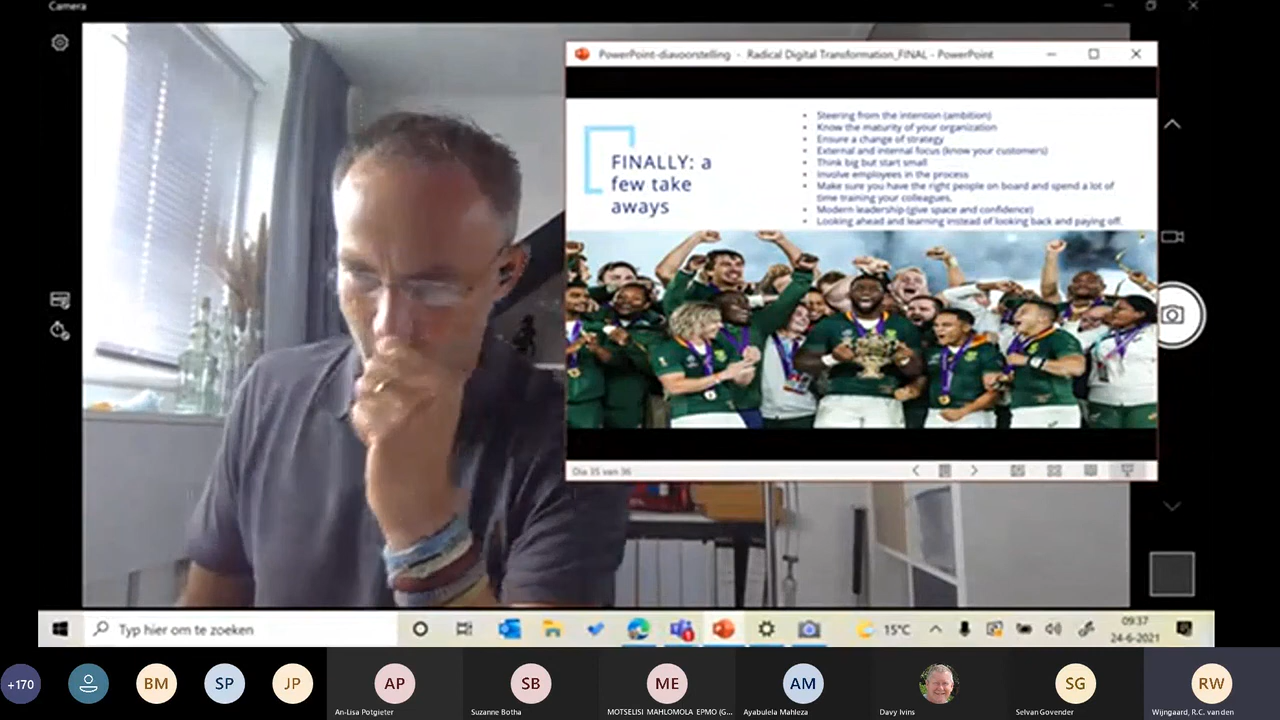 Camera
PowerPoint-diavoorstelling - Radical Digital Transformation_FINAL - PowerPoint
FINALLY: a
few take
aways
• Steering from the intention (ambition)
• Know the maturity of your organization
• Ensure a change of strategy
• External and internal focus (know your customers)
• Think big but start small
• Involve employees in the process
• Make sure you have the right people on board and spend a lot of
time training your colleagues.
• Modern leadership (give space and confidence)
• Looking ahead and learning instead of looking back and paying off.
Dia 35 van 36
Typ hier om te zoeken
15°C
09:37
24-6-2021
+170
BM
SP
JP
AP
An-Lisa Potgieter
SB
Suzanne Botha
ME
MOTSELISI MAHLOMOLA EPMO (G...
AM
Ayabulela Mahleza
Davy Ivins
SG
Selvan Govender
RW
Wijngaard, R.C. van den